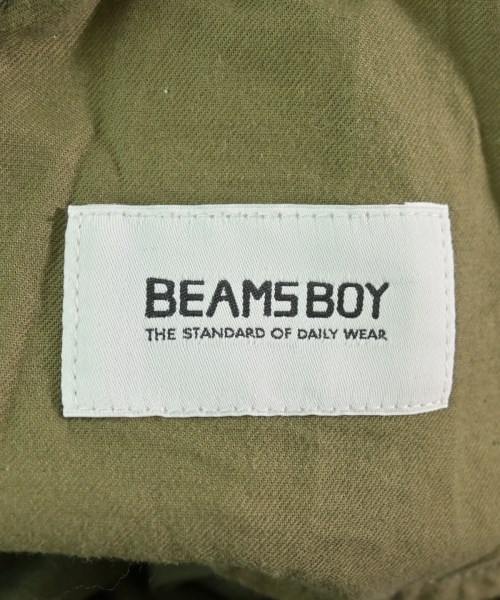 BEAMS BOY
THE STANDARD OF DAILY WEAR